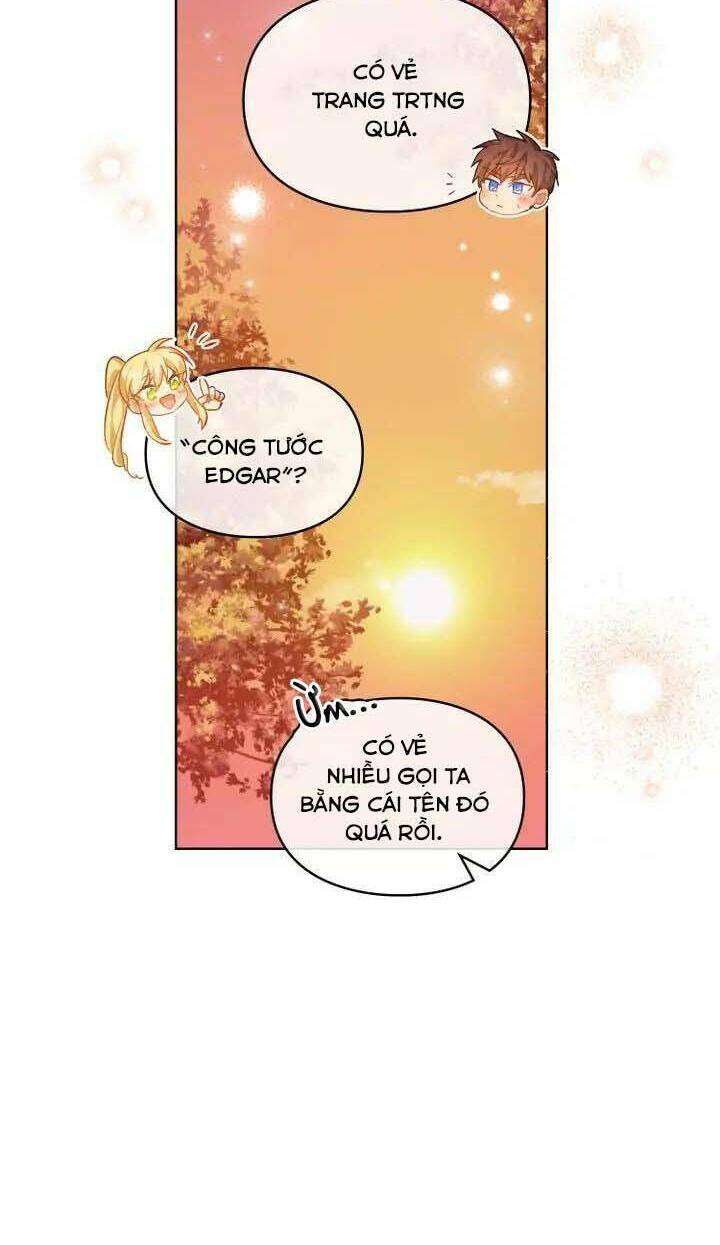 CÓ VẺ
TRANG TRTNG
QUÁ.
“CÔNG TƯỚC
EDGAR”?
ỪM...
CÓ VẺ
NHIỀU GỌI TA
BẰNG CÁI TÊN ĐÓ
QUÁ RỒI.